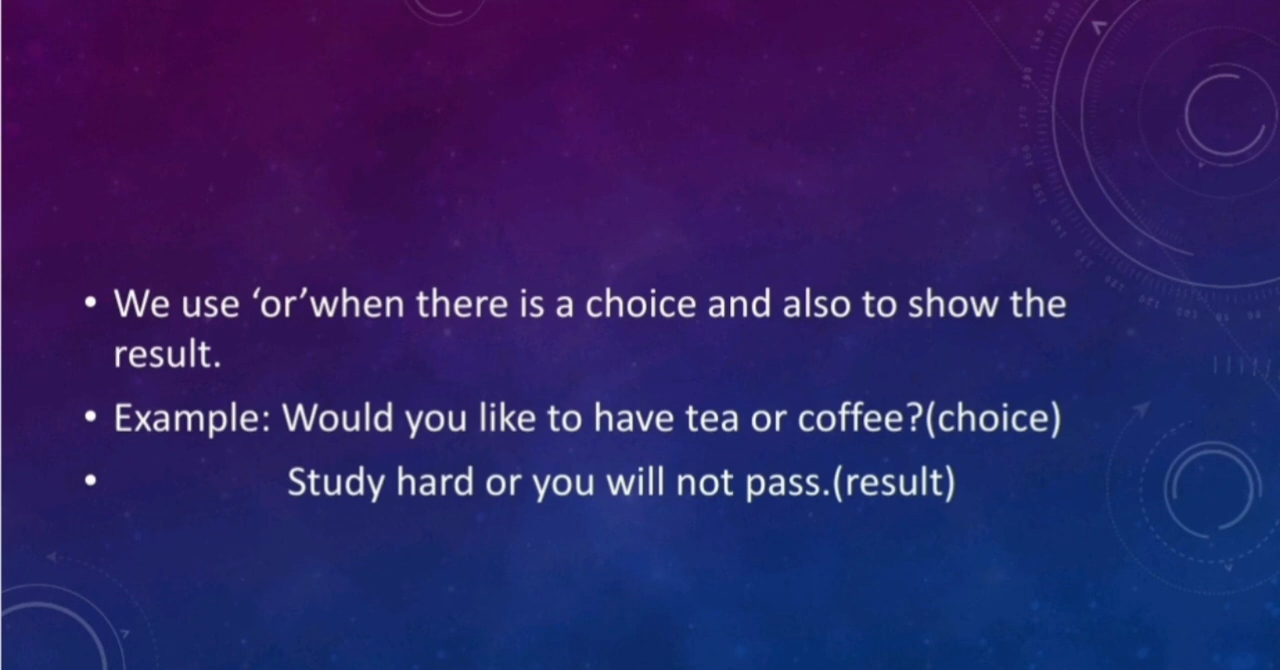 • We use ‘or’when there is a choice and also to show the
result.
• Example: Would you like to have tea or coffee?(choice)
• Study hard or you will not pass.(result)